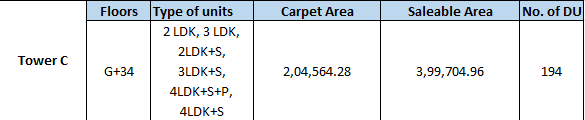 Floors Type of units Carpet Area Saleable Area No. of DU
Tower C G+34 2 LDK, 3 LDK, 2,04,564.28 3,99,704.96 194
2LDK+S,
3LDK+S,
4LDK+S+P,
4LDK+S